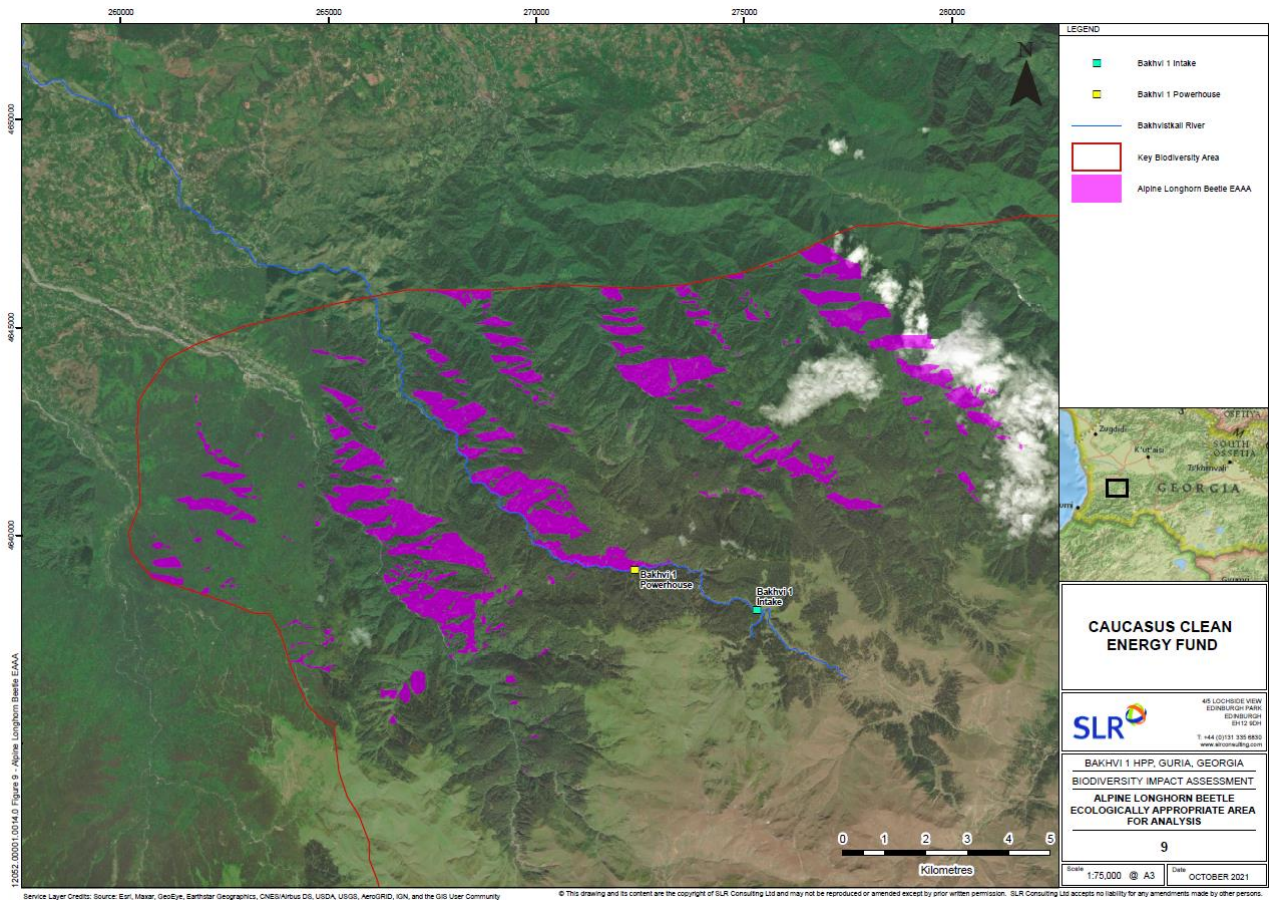 260000 265000 270000 275000 280000
4650000
4645000
4640000
N
Bakhvi 1
Powerhouse
Bakhvi 1
Intake
0 1 2 3 4 5
Kilometres
LEGEND
Bakhvi 1 Intake
Bakhvi 1 Powerhouse
Bakhvistkali River
Key Biodiversity Area
Alpine Longhorn Beetle EAAA
Zugdidi
K'ut'aisi
SOUTH
OSSETIA
Ts'khinvali
GEORGIA
CAUCASUS CLEAN
ENERGY FUND
SLR
4/5 LOCHSIDE VIEW
EDINBURGH PARK
EDINBURGH
EH12 9DH
T: +44 (0)131 335 6830
www.slrconsulting.com
BAKHVI 1 HPP, GURIA, GEORGIA
BIODIVERSITY IMPACT ASSESSMENT
ALPINE LONGHORN BEETLE
ECOLOGICALLY APPROPRIATE AREA
FOR ANALYSIS
9
Scale 1:75,000 @ A3
Date OCTOBER 2021
12052.00001.0014.0 Figure 9 - Alpine Longhorn Beetle EAAA
Service Layer Credits: Source: Esri, Maxar, GeoEye, Earthstar Geographics, CNES/Airbus DS, USDA, USGS, AeroGRID, IGN, and the GIS User Community
© This drawing and its content are the copyright of SLR Consulting Ltd and may not be reproduced or amended except by prior written permission. SLR Consulting Ltd accepts no liability for any amendments made by other persons.